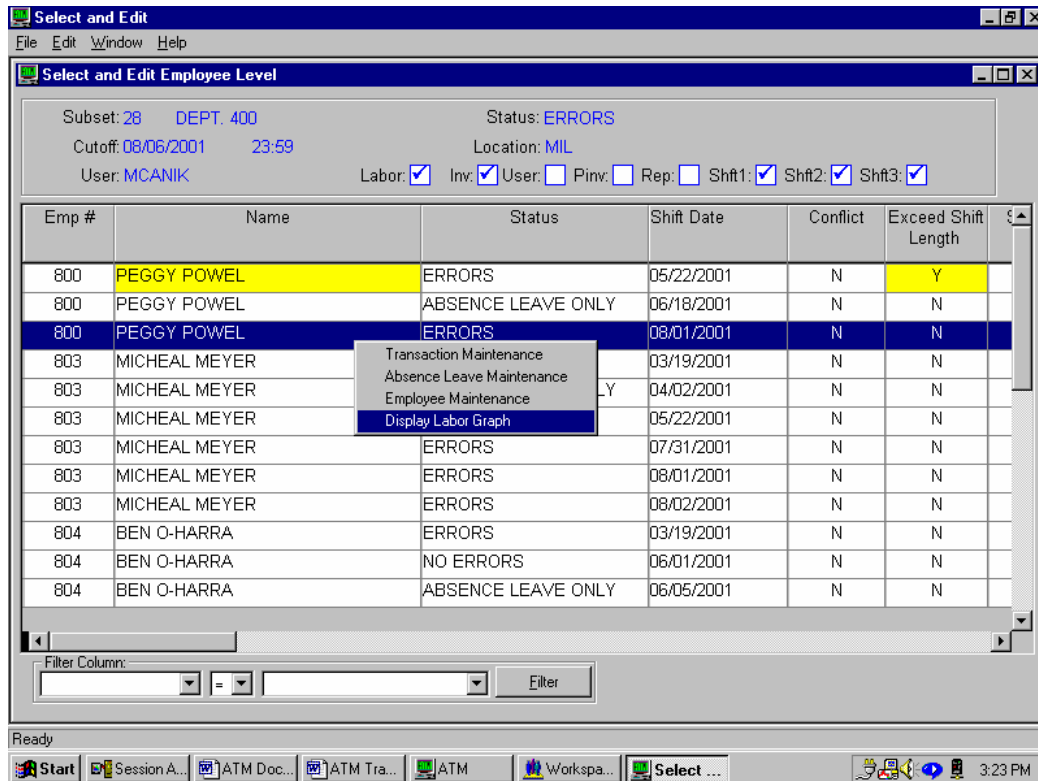 Select and Edit
File Edit Window Help
Select and Edit Employee Level
Subset: 28 DEPT. 400 Status: ERRORS
Cutoff: 08/06/2001 23:59 Location: MIL
User: MCANIK Labor: Inv: User: Pinv: Rep: Shft1: Shft2: Shft3:
Emp # Name Status Shift Date Conflict Exceed Shift Length
800 PEGGY POWEL ERRORS 05/22/2001 N Y
800 PEGGY POWEL ABSENCE LEAVE ONLY 06/18/2001 N N
800 PEGGY POWEL ERRORS 08/01/2001 N N
803 MICHEAL MEYER 03/19/2001 N N
803 MICHEAL MEYER LY 04/02/2001 N N
803 MICHEAL MEYER 05/22/2001 N N
803 MICHEAL MEYER ERRORS 07/31/2001 N N
803 MICHEAL MEYER ERRORS 08/01/2001 N N
803 MICHEAL MEYER ERRORS 08/02/2001 N N
804 BEN O-HARRA ERRORS 03/19/2001 N N
804 BEN O-HARRA NO ERRORS 06/01/2001 N N
804 BEN O-HARRA ABSENCE LEAVE ONLY 06/05/2001 N N
Transaction Maintenance
Absence Leave Maintenance
Employee Maintenance
Display Labor Graph
Filter Column:
= Filter
Ready
Start Session A... ATM Doc... ATM Tra... ATM Workspa... Select ... 3:23 PM